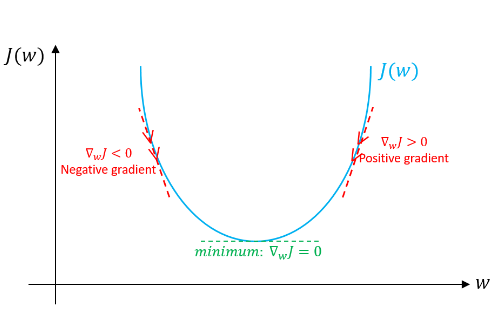 J(w)
J(w)
∇wJ < 0
Negative gradient
∇wJ > 0
Positive gradient
minimum: ∇wJ = 0
w